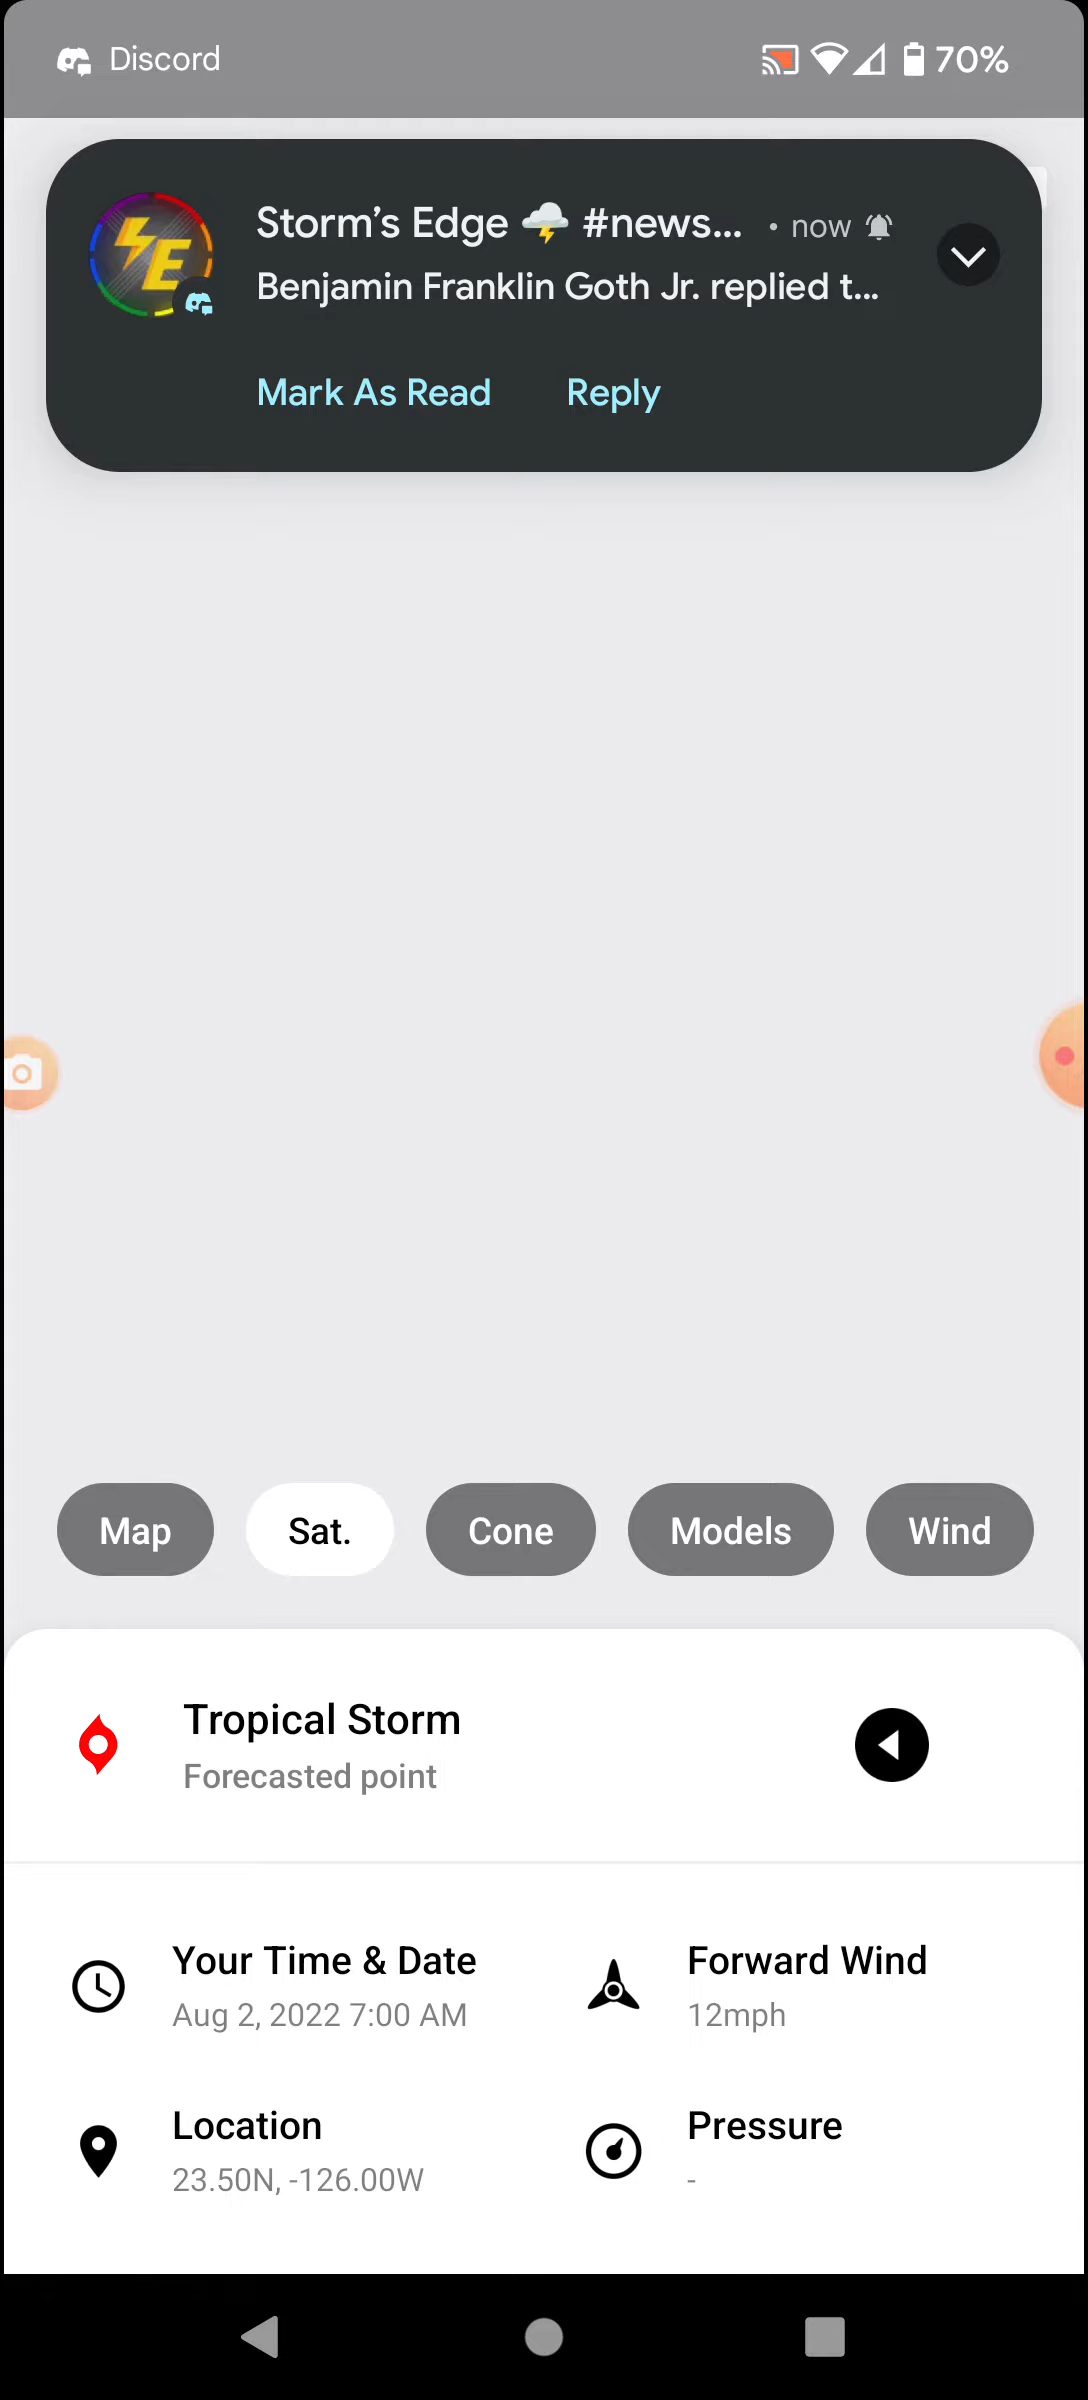 Discord
70%
Storm’s Edge 🌩️ #news... • now
Benjamin Franklin Goth Jr. replied t...
Mark As Read Reply
Map Sat. Cone Models Wind
Tropical Storm
Forecasted point
Your Time & Date
Aug 2, 2022 7:00 AM
Forward Wind
12mph
Location
23.50N, -126.00W
Pressure
-